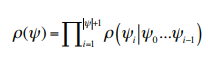 ρ(ψ) = ∏_{i=1}^{|ψ|+1} ρ(ψ_i | ψ_0...ψ_{i−1})